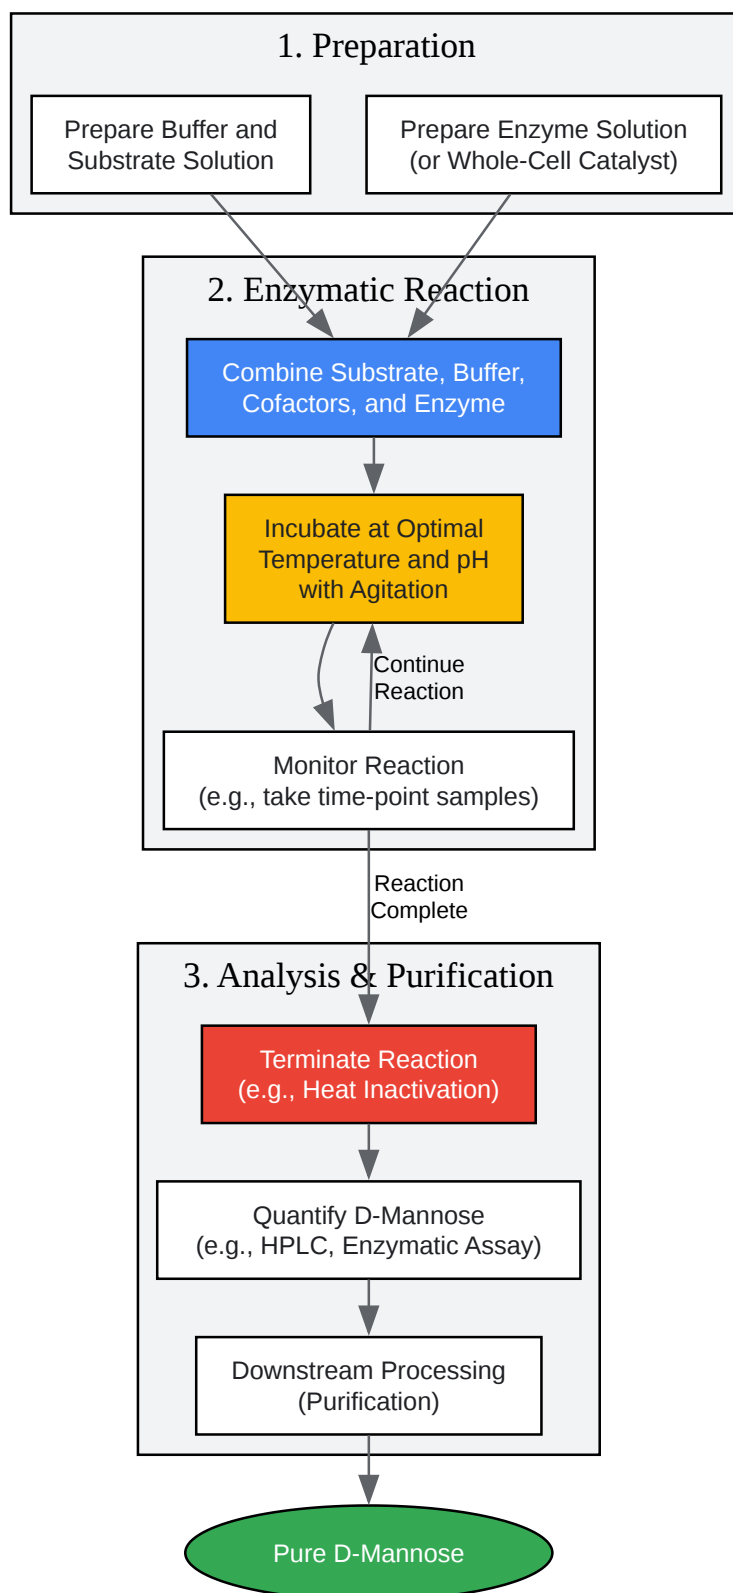 1. Preparation
Prepare Buffer and
Substrate Solution
Prepare Enzyme Solution
(or Whole-Cell Catalyst)
2. Enzymatic Reaction
Combine Substrate, Buffer,
Cofactors, and Enzyme
Incubate at Optimal
Temperature and pH
with Agitation
Continue
Reaction
Monitor Reaction
(e.g., take time-point samples)
Reaction
Complete
3. Analysis & Purification
Terminate Reaction
(e.g., Heat Inactivation)
Quantify D-Mannose
(e.g., HPLC, Enzymatic Assay)
Downstream Processing
(Purification)
Pure D-Mannose